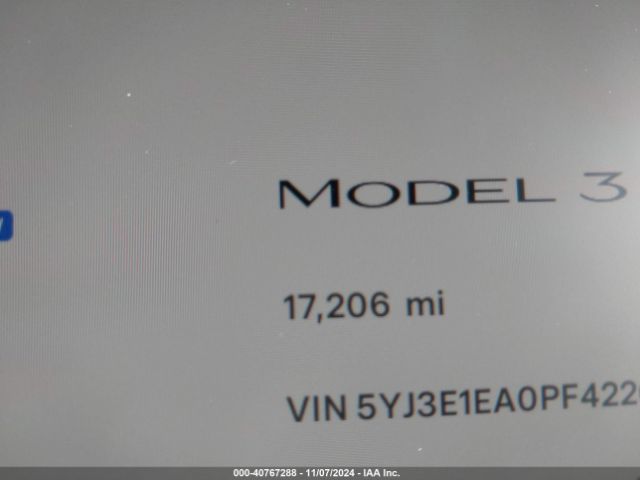 MODEL 3
17,206 mi
VIN 5YJ3E1EA0PF422
000-40767288 - 11/07/2024 - IAA Inc.